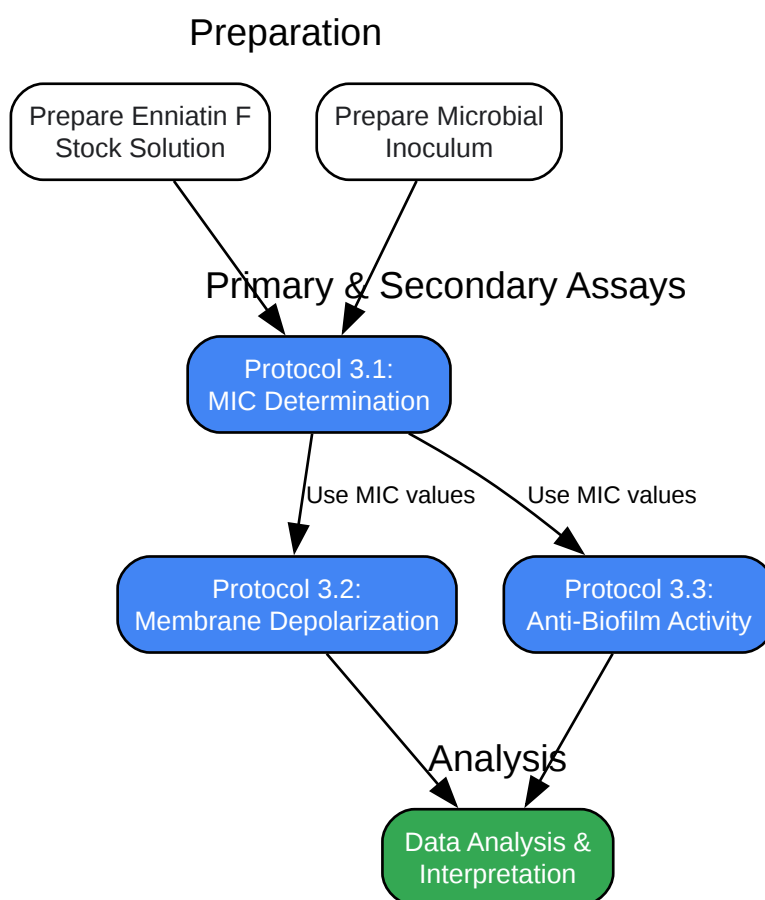 Preparation
Prepare Enniatin F
Stock Solution
Prepare Microbial
Inoculum
Primary & Secondary Assays
Protocol 3.1:
MIC Determination
Use MIC values
Use MIC values
Protocol 3.2:
Membrane Depolarization
Protocol 3.3:
Anti-Biofilm Activity
Analysis
Data Analysis &
Interpretation